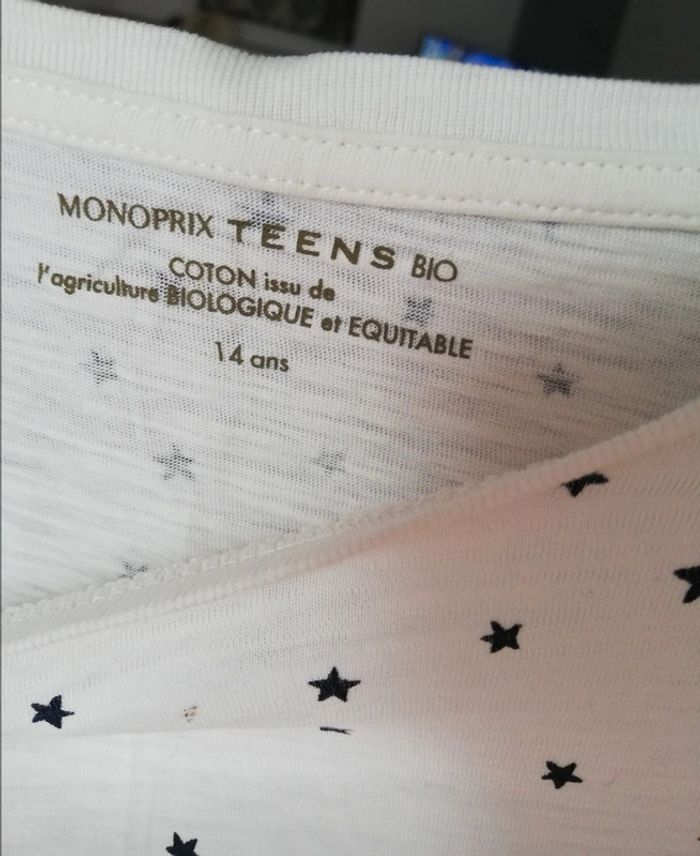 MONOPRIX TEENS BIO
COTON issu de
l'agriculture BIOLOGIQUE et EQUITABLE
14 ans